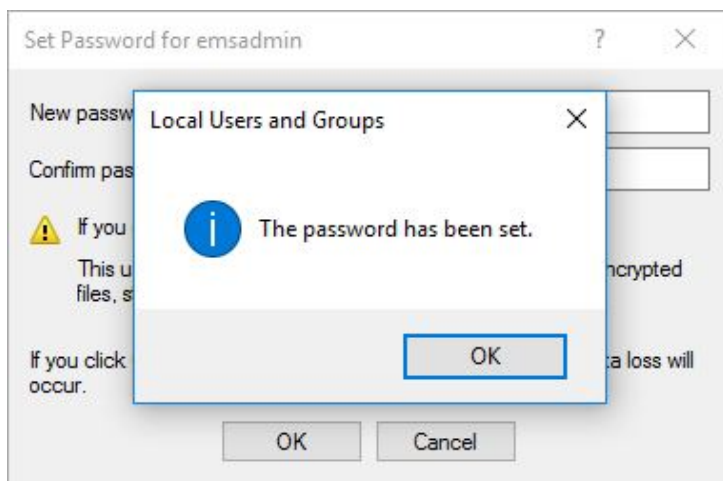 Set Password for emsadmin ?
New passw
Local Users and Groups
Confirm pas
The password has been set.
If you
This u ncrypted
files, s
OK
If you click a loss will
occur.
OK Cancel